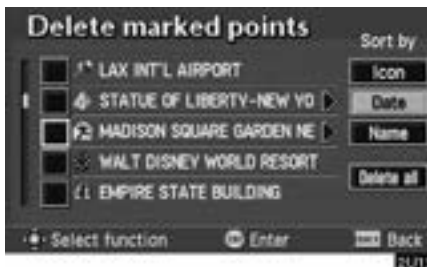 Delete marked points
Sort by
LAX INT'L AIRPORT
Icon
STATUE OF LIBERTY-NEW YO
Date
MADISON SQUARE GARDEN NE
Name
WALT DISNEY WORLD RESORT
Delete all
EMPIRE STATE BUILDING
Select function
Enter
Back